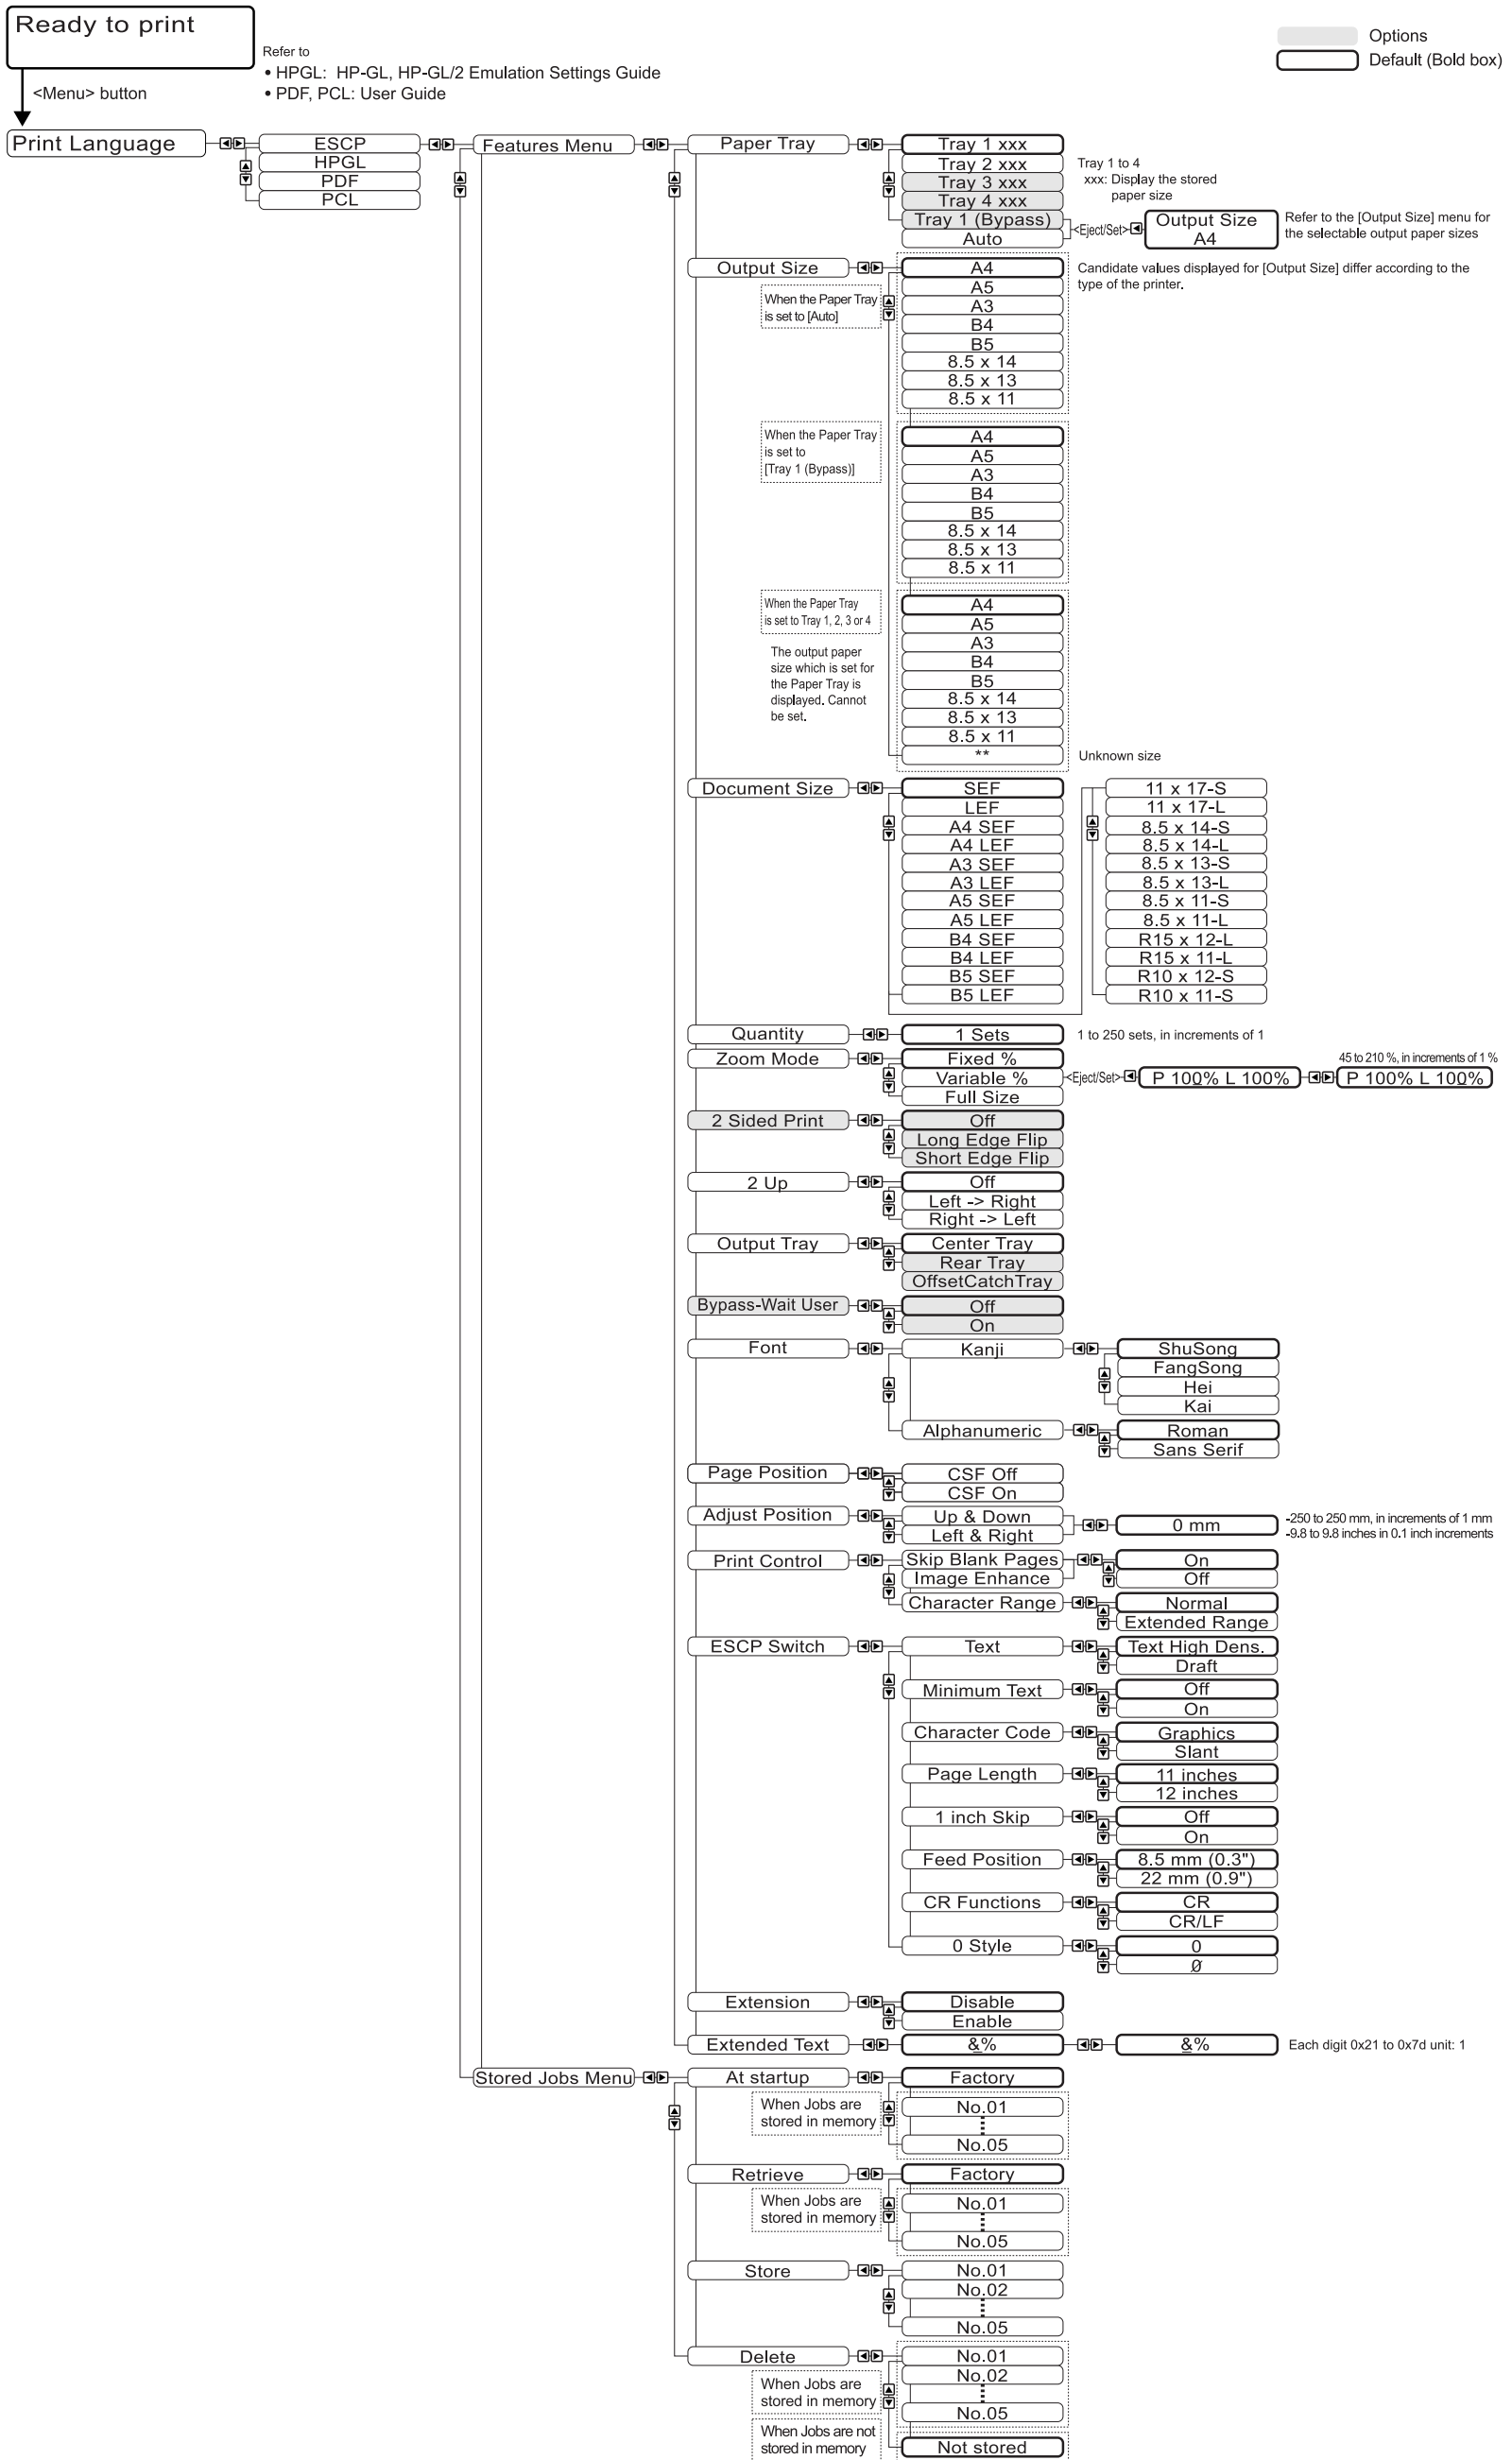 Ready to print
Refer to
• HPGL: HP-GL, HP-GL/2 Emulation Settings Guide
• PDF, PCL: User Guide
Options
Default (Bold box)
<Menu> button
Print Language
ESCP
HPGL
PDF
PCL
Features Menu
Paper Tray
Tray 1 xxx
Tray 2 xxx
Tray 3 xxx
Tray 4 xxx
Tray 1 (Bypass)
Auto
Tray 1 to 4
xxx: Display the stored
paper size
<Eject/Set>
Output Size
A4
Refer to the [Output Size] menu for
the selectable output paper sizes
Output Size
When the Paper Tray
is set to [Auto]
A4
A5
A3
B4
B5
8.5 x 14
8.5 x 13
8.5 x 11
Candidate values displayed for [Output Size] differ according to the
type of the printer.
When the Paper Tray
is set to
[Tray 1 (Bypass)]
A4
A5
A3
B4
B5
8.5 x 14
8.5 x 13
8.5 x 11
When the Paper Tray
is set to Tray 1, 2, 3 or 4
The output paper
size which is set for
the Paper Tray is
displayed. Cannot
be set.
A4
A5
A3
B4
B5
8.5 x 14
8.5 x 13
8.5 x 11
**
Unknown size
Document Size
SEF
LEF
A4 SEF
A4 LEF
A3 SEF
A3 LEF
A5 SEF
A5 LEF
B4 SEF
B4 LEF
B5 SEF
B5 LEF
11 x 17-S
11 x 17-L
8.5 x 14-S
8.5 x 14-L
8.5 x 13-S
8.5 x 13-L
8.5 x 11-S
8.5 x 11-L
R15 x 12-L
R15 x 11-L
R10 x 12-S
R10 x 11-S
Quantity
1 Sets
1 to 250 sets, in increments of 1
Zoom Mode
Fixed %
Variable %
Full Size
<Eject/Set>
P 100% L 100%
45 to 210 %, in increments of 1 %
P 100% L 100%
2 Sided Print
Off
Long Edge Flip
Short Edge Flip
2 Up
Off
Left -> Right
Right -> Left
Output Tray
Center Tray
Rear Tray
OffsetCatchTray
Bypass-Wait User
Off
On
Font
Kanji
ShuSong
FangSong
Hei
Kai
Alphanumeric
Roman
Sans Serif
Page Position
CSF Off
CSF On
Adjust Position
Up & Down
Left & Right
0 mm
-250 to 250 mm, in increments of 1 mm
-9.8 to 9.8 inches in 0.1 inch increments
Print Control
Skip Blank Pages
Image Enhance
On
Off
Character Range
Normal
Extended Range
ESCP Switch
Text
Text High Dens.
Draft
Minimum Text
Off
On
Character Code
Graphics
Slant
Page Length
11 inches
12 inches
1 inch Skip
Off
On
Feed Position
8.5 mm (0.3")
22 mm (0.9")
CR Functions
CR
CR/LF
0 Style
0
Ø
Extension
Disable
Enable
Extended Text
&%
&%
Each digit 0x21 to 0x7d unit: 1
Stored Jobs Menu
At startup
Factory
When Jobs are
stored in memory
No.01
No.05
Retrieve
Factory
When Jobs are
stored in memory
No.01
No.05
Store
No.01
No.02
No.05
Delete
No.01
No.02
No.05
When Jobs are
stored in memory
When Jobs are not
stored in memory
Not stored